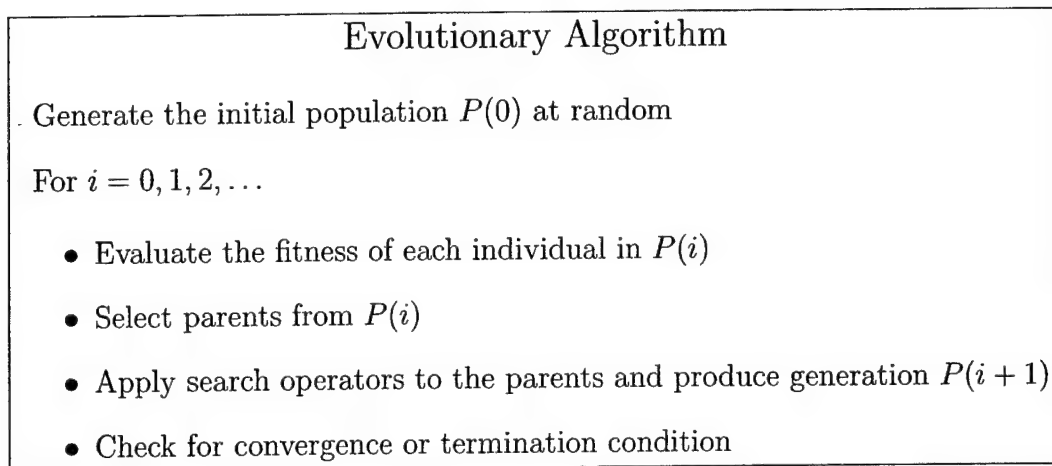 Evolutionary Algorithm
Generate the initial population P(0) at random
For i = 0, 1, 2, . . .
• Evaluate the fitness of each individual in P(i)
• Select parents from P(i)
• Apply search operators to the parents and produce generation P(i + 1)
• Check for convergence or termination condition